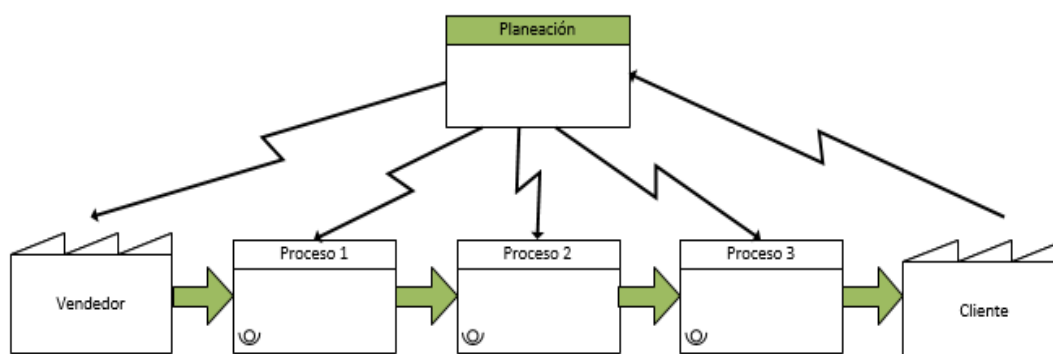 Planeación
Vendedor
Proceso 1
Proceso 2
Proceso 3
Cliente